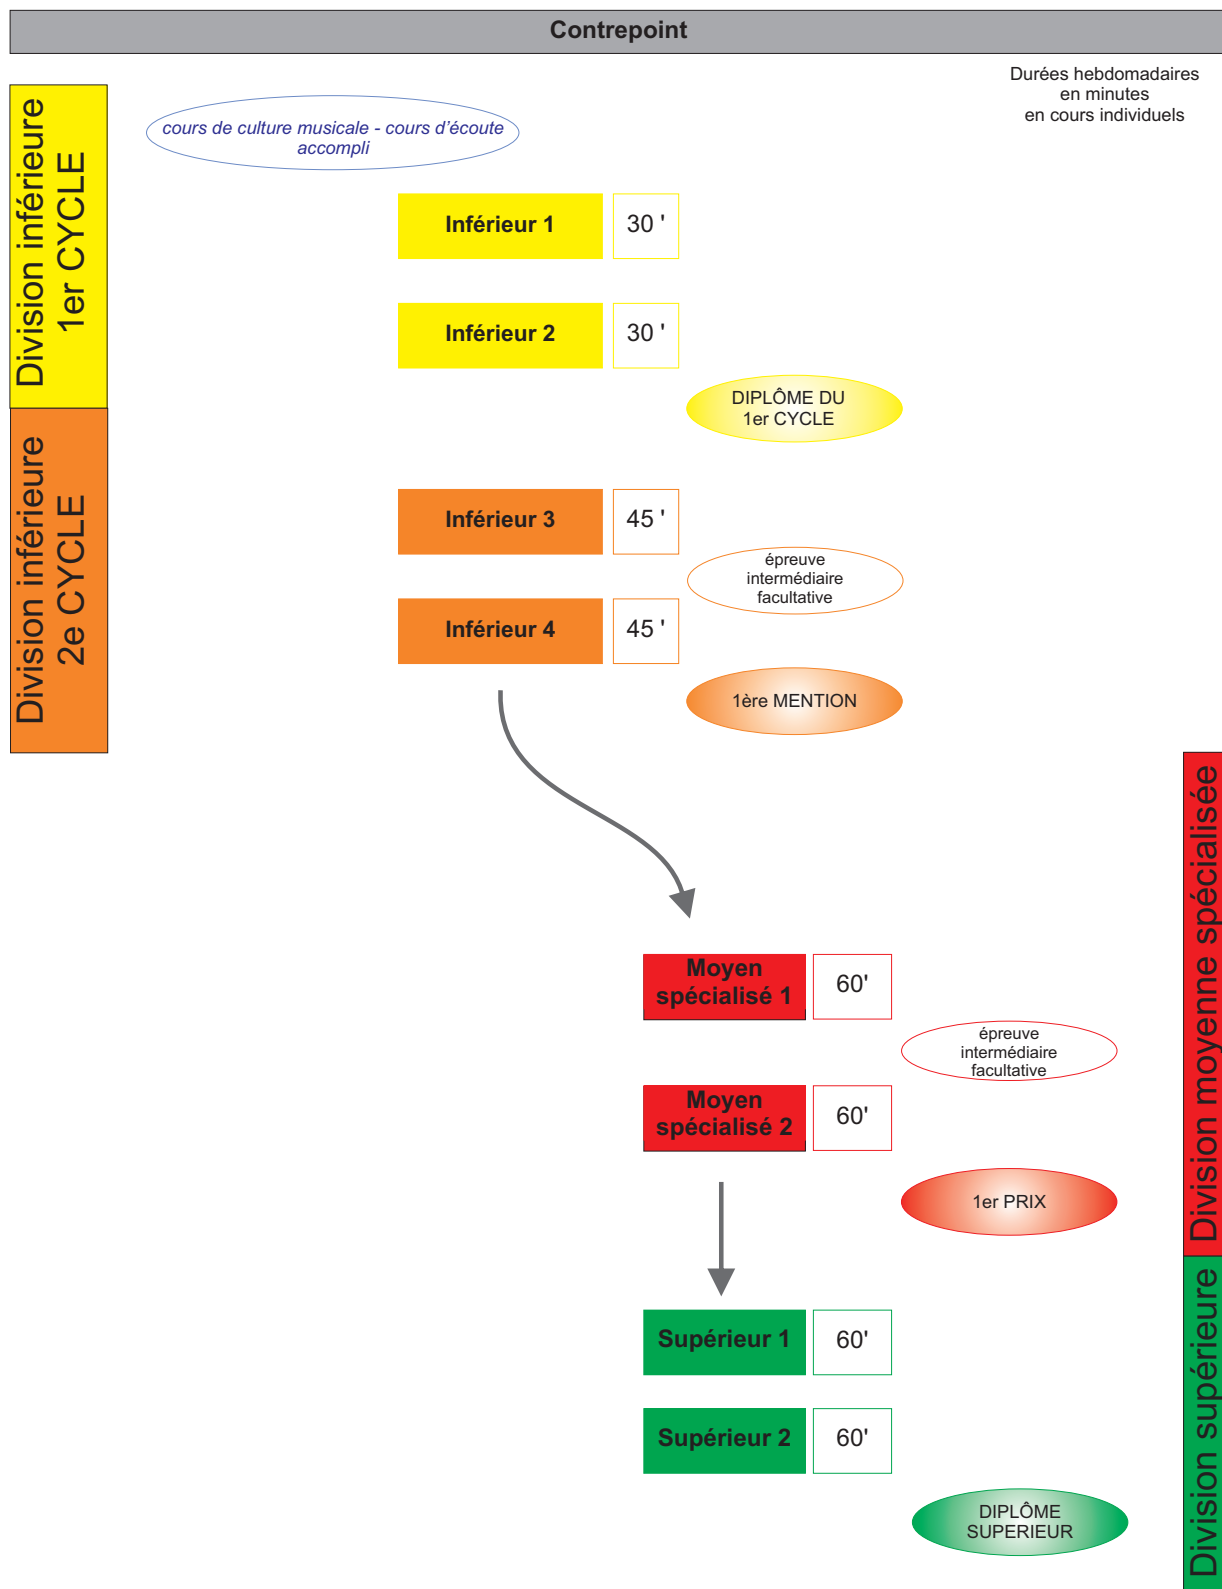 Contrepoint
Durées hebdomadaires
en minutes
en cours individuels
Division inférieure
1er CYCLE
cours de culture musicale - cours d'écoute
accompli
Inférieur 1
30 '
Inférieur 2
30 '
DIPLÔME DU
1er CYCLE
Division inférieure
2e CYCLE
Inférieur 3
45 '
épreuve
intermédiaire
facultative
Inférieur 4
45 '
1ère MENTION
Division moyenne spécialisée
Moyen
spécialisé 1
60'
épreuve
intermédiaire
facultative
Moyen
spécialisé 2
60'
1er PRIX
Division supérieure
Supérieur 1
60'
Supérieur 2
60'
DIPLÔME
SUPERIEUR